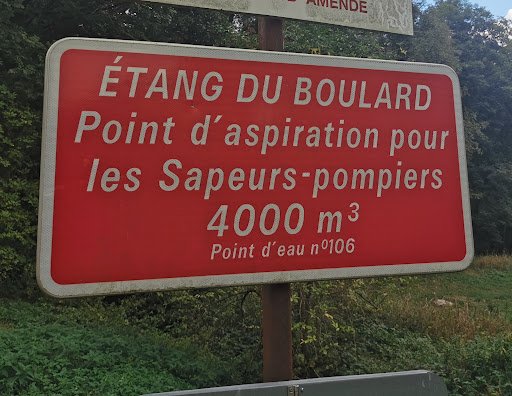 D'AMENDE
ÉTANG DU BOULARD
Point d'aspiration pour
les Sapeurs-pompiers
4000 m³
Point d'eau nº106